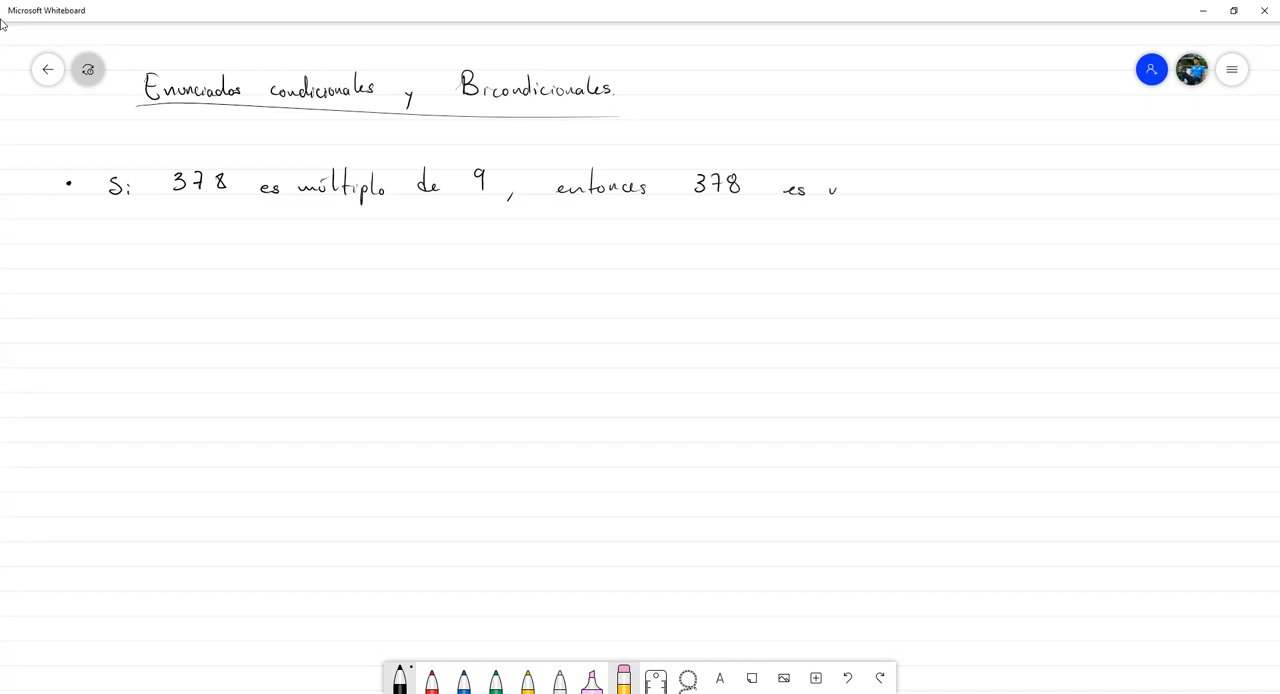 Microsoft Whiteboard
Enunciados condicionales y Bicondicionales.
• Si 378 es múltiplo de 9, entonces 378 es
A